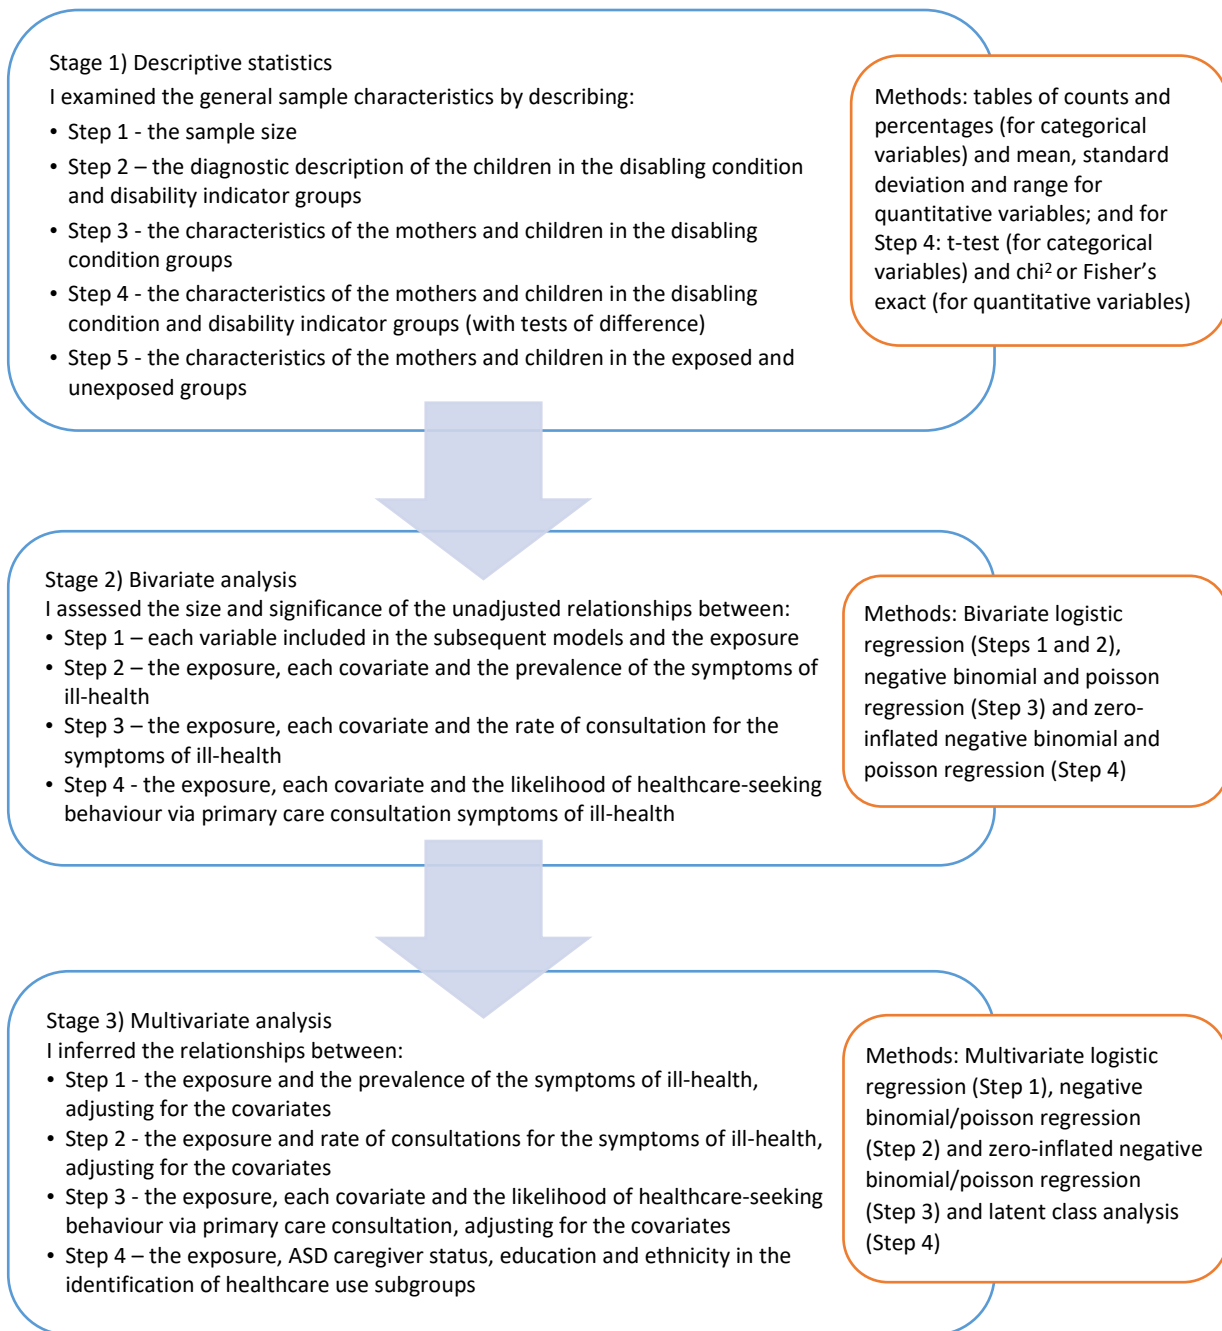 Stage 1) Descriptive statistics
I examined the general sample characteristics by describing:
• Step 1 - the sample size
• Step 2 – the diagnostic description of the children in the disabling condition
and disability indicator groups
• Step 3 - the characteristics of the mothers and children in the disabling
condition groups
• Step 4 - the characteristics of the mothers and children in the disabling
condition and disability indicator groups (with tests of difference)
• Step 5 - the characteristics of the mothers and children in the exposed and
unexposed groups
Methods: tables of counts and
percentages (for categorical
variables) and mean, standard
deviation and range for
quantitative variables; and for
Step 4: t-test (for categorical
variables) and chi² or Fisher's
exact (for quantitative variables)
Stage 2) Bivariate analysis
I assessed the size and significance of the unadjusted relationships between:
• Step 1 – each variable included in the subsequent models and the exposure
• Step 2 – the exposure, each covariate and the prevalence of the symptoms of
ill-health
• Step 3 – the exposure, each covariate and the rate of consultation for the
symptoms of ill-health
• Step 4 - the exposure, each covariate and the likelihood of healthcare-seeking
behaviour via primary care consultation symptoms of ill-health
Methods: Bivariate logistic
regression (Steps 1 and 2),
negative binomial and poisson
regression (Step 3) and zero-
inflated negative binomial and
poisson regression (Step 4)
Stage 3) Multivariate analysis
I inferred the relationships between:
• Step 1 - the exposure and the prevalence of the symptoms of ill-health,
adjusting for the covariates
• Step 2 - the exposure and rate of consultations for the symptoms of ill-health,
adjusting for the covariates
• Step 3 - the exposure, each covariate and the likelihood of healthcare-seeking
behaviour via primary care consultation, adjusting for the covariates
• Step 4 – the exposure, ASD caregiver status, education and ethnicity in the
identification of healthcare use subgroups
Methods: Multivariate logistic
regression (Step 1), negative
binomial/poisson regression
(Step 2) and zero-inflated negative
binomial/poisson regression
(Step 3) and latent class analysis
(Step 4)